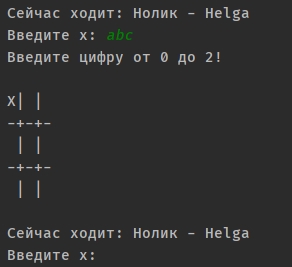 Сейчас ходит: Нолик - Helga
Введите x: abc
Введите цифру от 0 до 2!
X| |
-+-+-
 | |
-+-+-
 | |
Сейчас ходит: Нолик - Helga
Введите x: